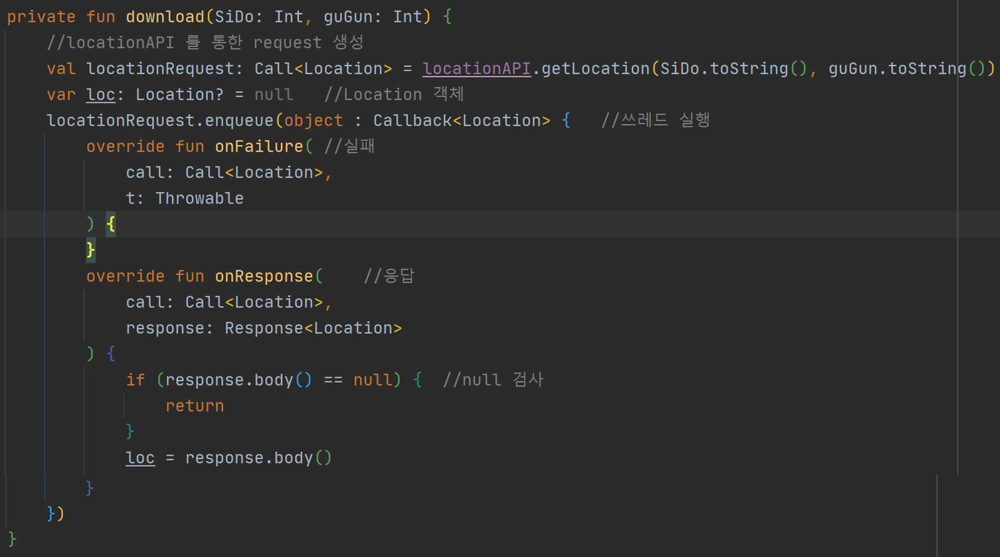 private fun download(SiDo: Int, guGun: Int) {
//locationAPI 를 통한 request 생성
val locationRequest: Call<Location> = locationAPI.getLocation(SiDo.toString(), guGun.toString())
var loc: Location? = null   //Location 객체
locationRequest.enqueue(object : Callback<Location> {   //쓰레드 실행
override fun onFailure( //실패
call: Call<Location>,
t: Throwable
) {
}
override fun onResponse(    //응답
call: Call<Location>,
response: Response<Location>
) {
if (response.body() == null) {  //null 검사
return
}
loc = response.body()
}
})
}